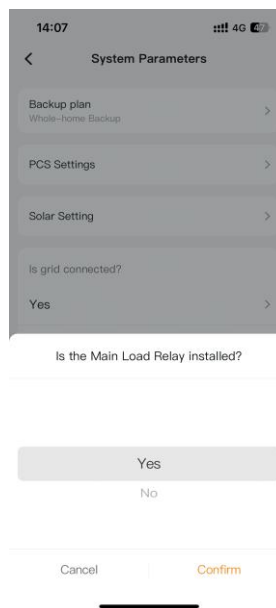 14:07
4G 42
System Parameters
Backup plan
Whole-home Backup
PCS Settings
Solar Setting
Is grid connected?
Yes
Is the Main Load Relay installed?
Yes
No
Cancel
Confirm